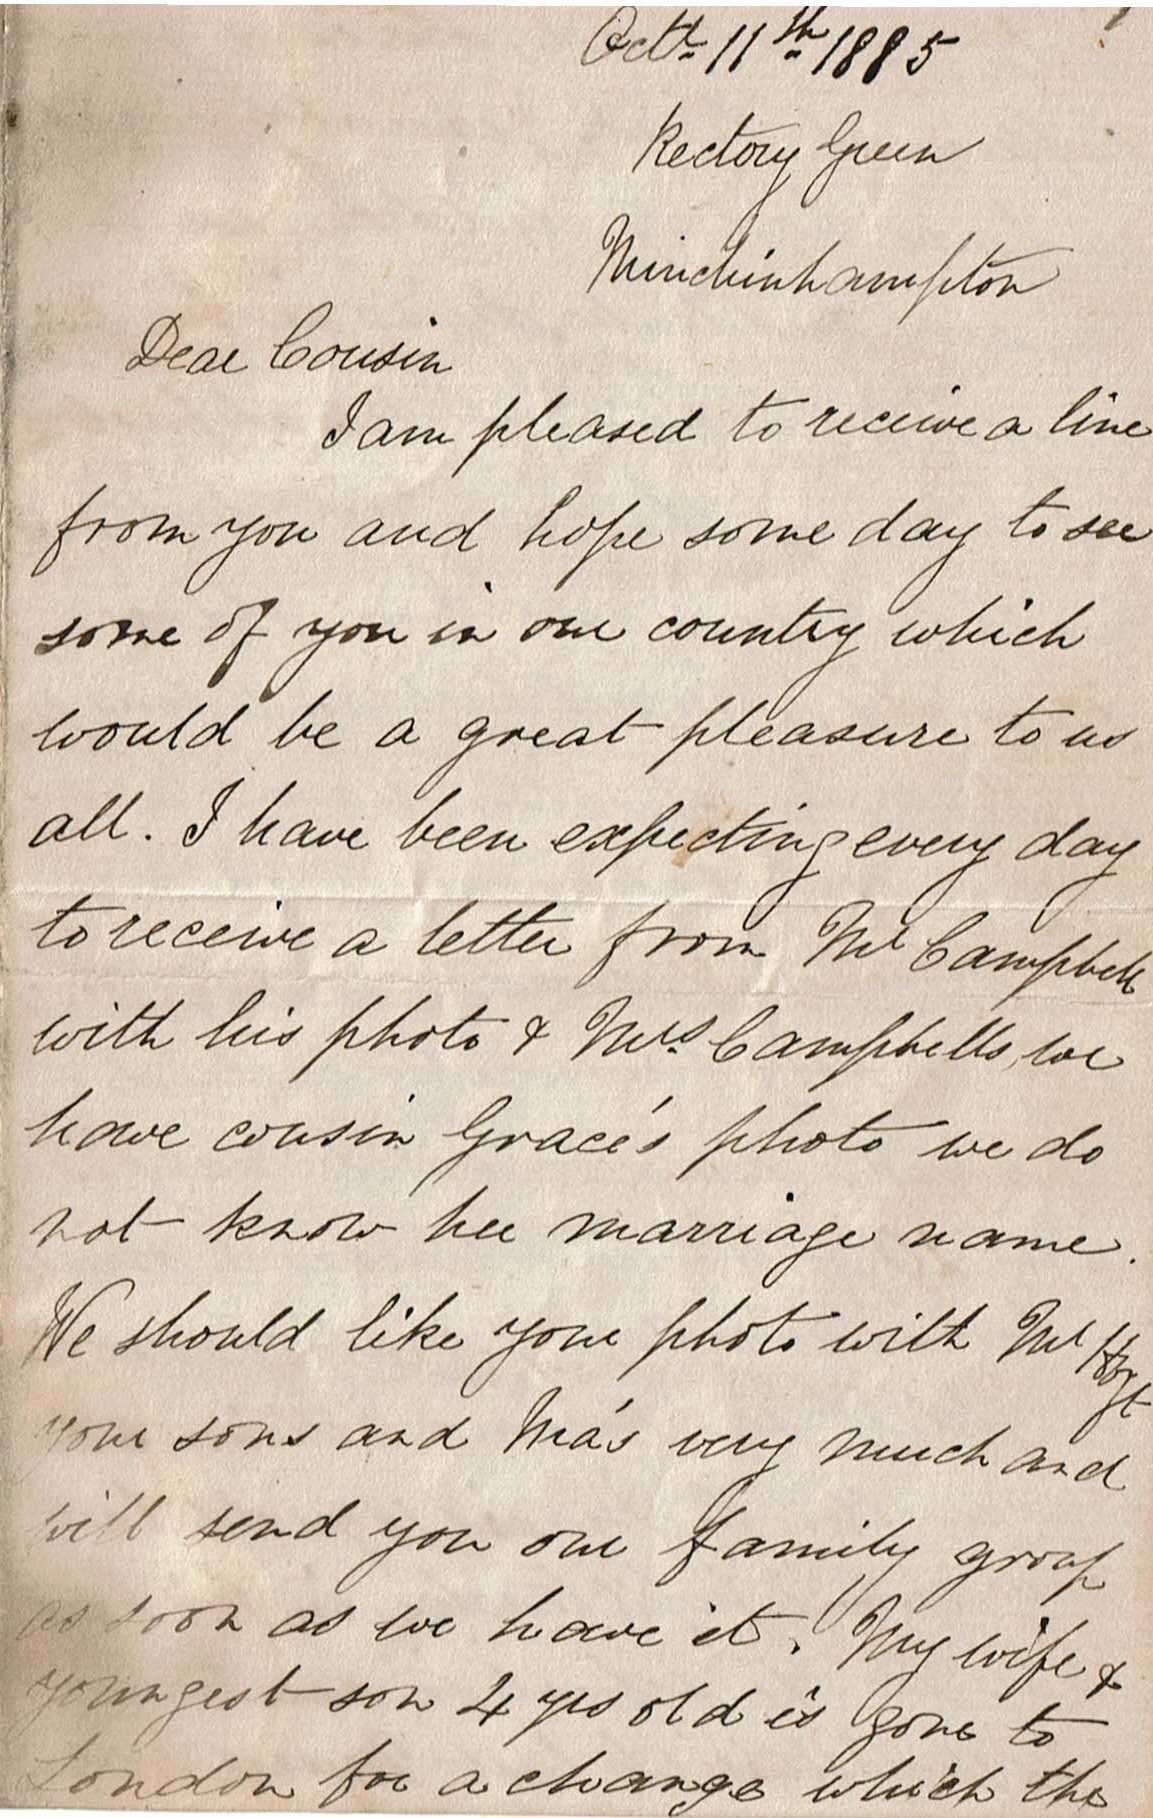 Octr 11th 1885
Rectory Green
Minchinhampton
Dear Cousin
I am pleased to receive a line
from you and hope some day to see
some of you in our country which
would be a great pleasure to us
all. I have been expecting every day
to receive a letter from Mr Campbell
with his photo & Mrs Campbells, we
have cousin Grace's photo we do
not know her marriage name.
We should like your photo with Mr Hoyt
your sons and Ma's very much and
will send you our family group
as soon as we have it. My wife &
youngest son 4 yrs old is gone to
London for a change which the